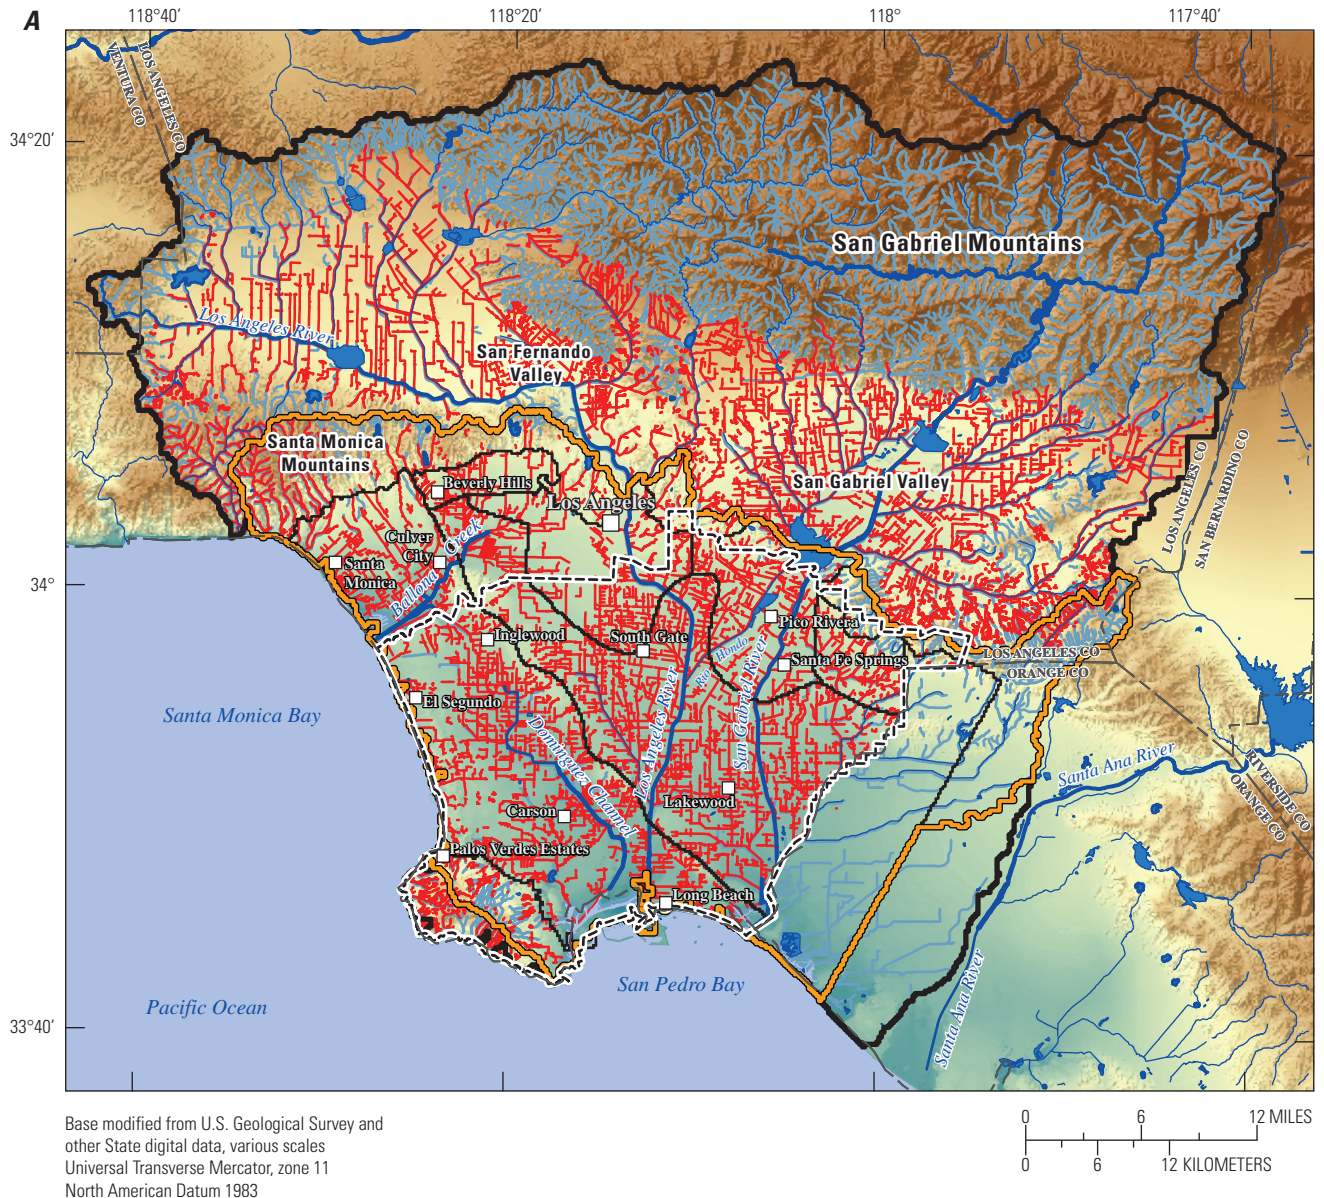 A
118°40′
118°20′
118°
117°40′
34°20′
34°
33°40′
VENTURA CO
LOS ANGELES CO
San Gabriel Mountains
Los Angeles River
San Fernando
Valley
Santa Monica
Mountains
San Gabriel Valley
LOS ANGELES CO
SAN BERNARDINO CO
Beverly Hills
Los Angeles
Culver
City
Ballona Creek
Santa
Monica
Inglewood
South Gate
Pico Rivera
Rio Hondo
Santa Fe Springs
LOS ANGELES CO
ORANGE CO
El Segundo
Santa Monica Bay
Dominguez Channel
Los Angeles River
San Gabriel River
Santa Ana River
RIVERSIDE CO
ORANGE CO
Lakewood
Carson
Palos Verdes Estates
Long Beach
San Pedro Bay
Pacific Ocean
Santa Ana River
Base modified from U.S. Geological Survey and
other State digital data, various scales
Universal Transverse Mercator, zone 11
North American Datum 1983
0 6 12 MILES
0 6 12 KILOMETERS